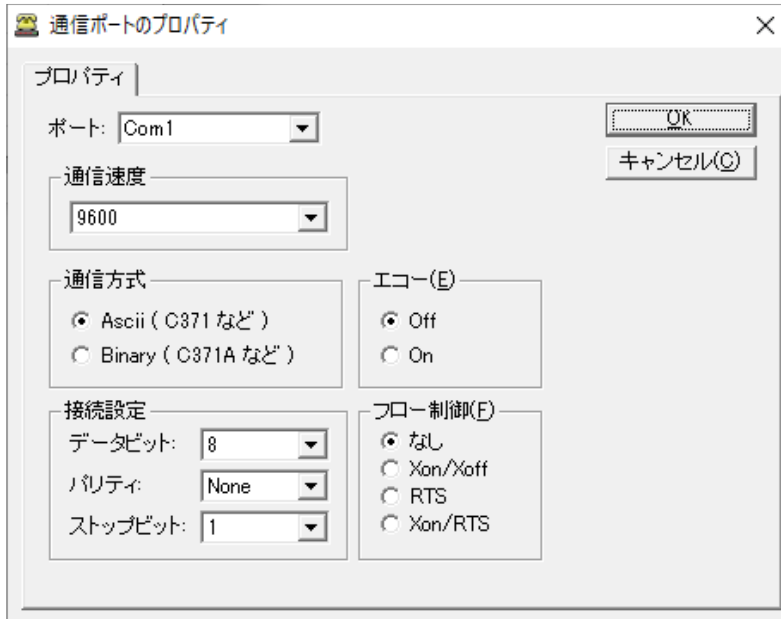 通信ポートのプロパティ
プロパティ
ポート: Com1
OK
キャンセル(C)
通信速度
9600
通信方式
Ascii ( C371 など )
Binary ( C371A など )
エコー(E)
Off
On
接続設定
データビット: 8
パリティ: None
ストップビット: 1
フロー制御(F)
なし
Xon/Xoff
RTS
Xon/RTS